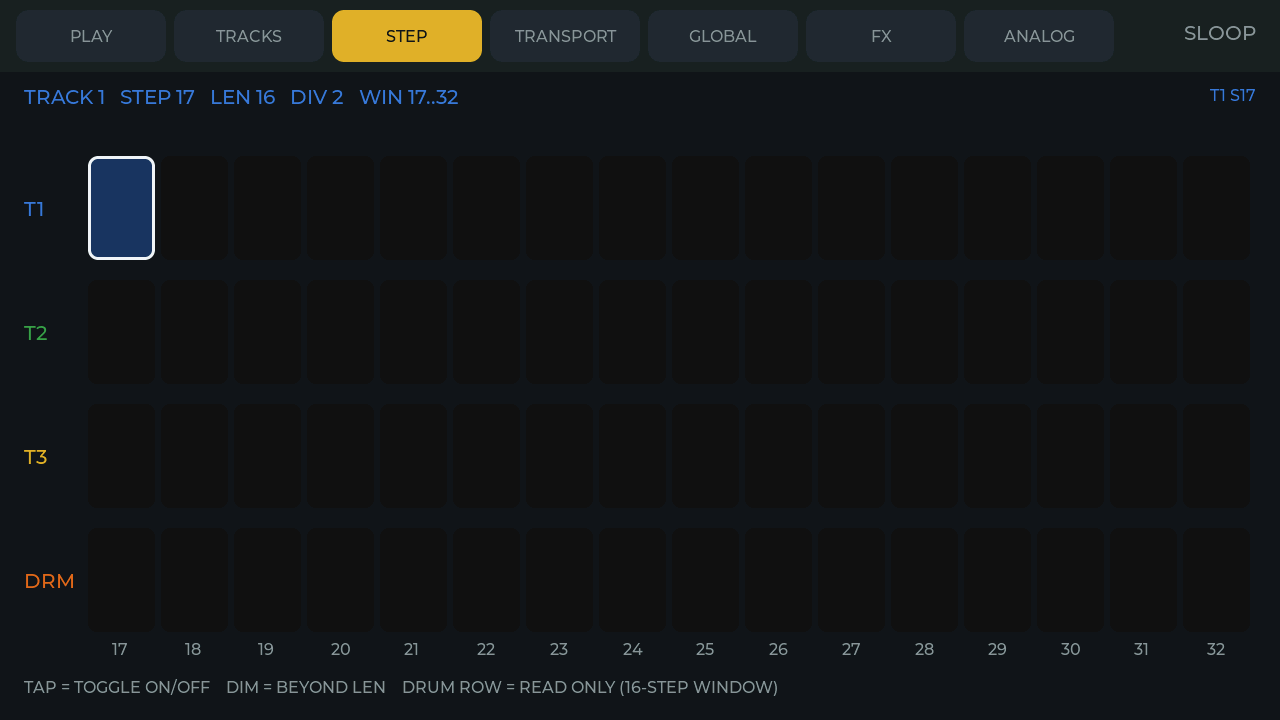 PLAY TRACKS STEP TRANSPORT GLOBAL FX ANALOG SLOOP
TRACK 1 STEP 17 LEN 16 DIV 2 WIN 17..32 T1 S17
T1
T2
T3
DRM
17 18 19 20 21 22 23 24 25 26 27 28 29 30 31 32
TAP = TOGGLE ON/OFF DIM = BEYOND LEN DRUM ROW = READ ONLY (16-STEP WINDOW)